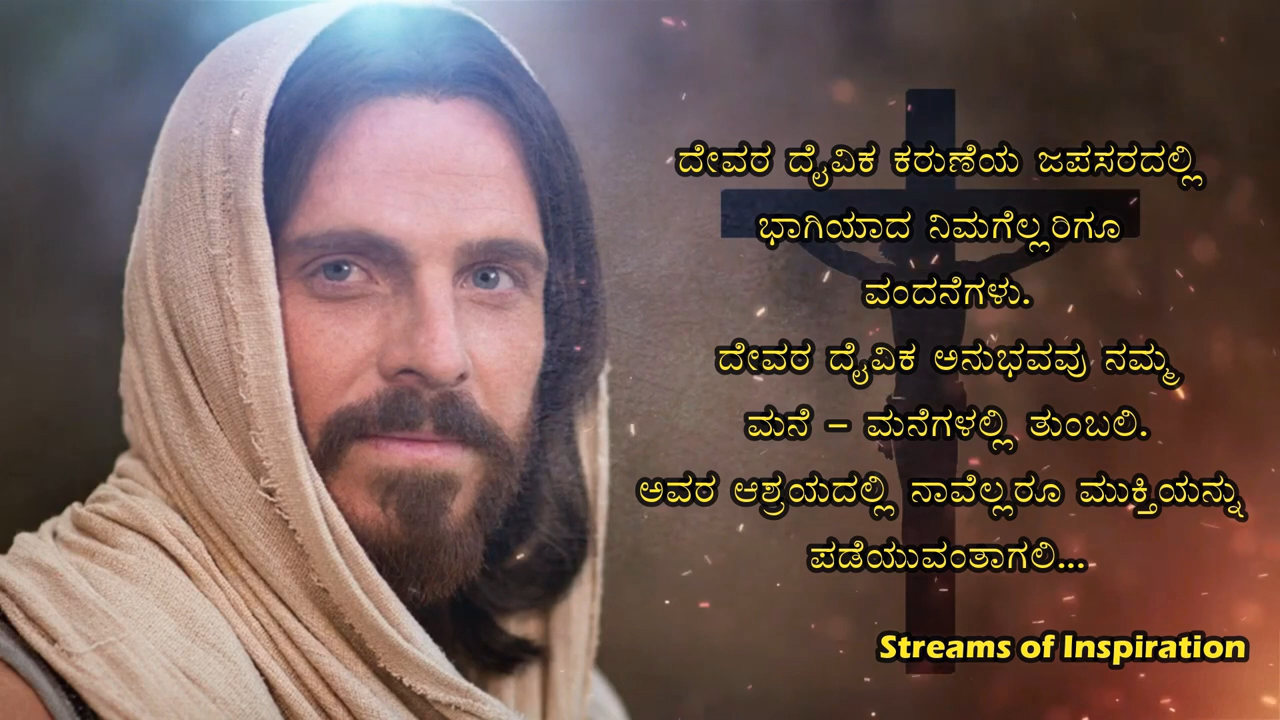 ದೇವರ ದೈವಿಕ ಕರುಣೆಯ ಜಪಸರದಲ್ಲಿ
ಭಾಗಿಯಾದ ನಿಮಗೆಲ್ಲರಿಗೂ
ವಂದನೆಗಳು.
ದೇವರ ದೈವಿಕ ಅನುಭವವು ನಮ್ಮ
ಮನೆ – ಮನೆಗಳಲ್ಲಿ ತುಂಬಲಿ.
ಅವರ ಆಶ್ರಯದಲ್ಲಿ ನಾವೆಲ್ಲರೂ ಮುಕ್ತಿಯನ್ನು
ಪಡೆಯುವಂತಾಗಲಿ...
Streams of Inspiration